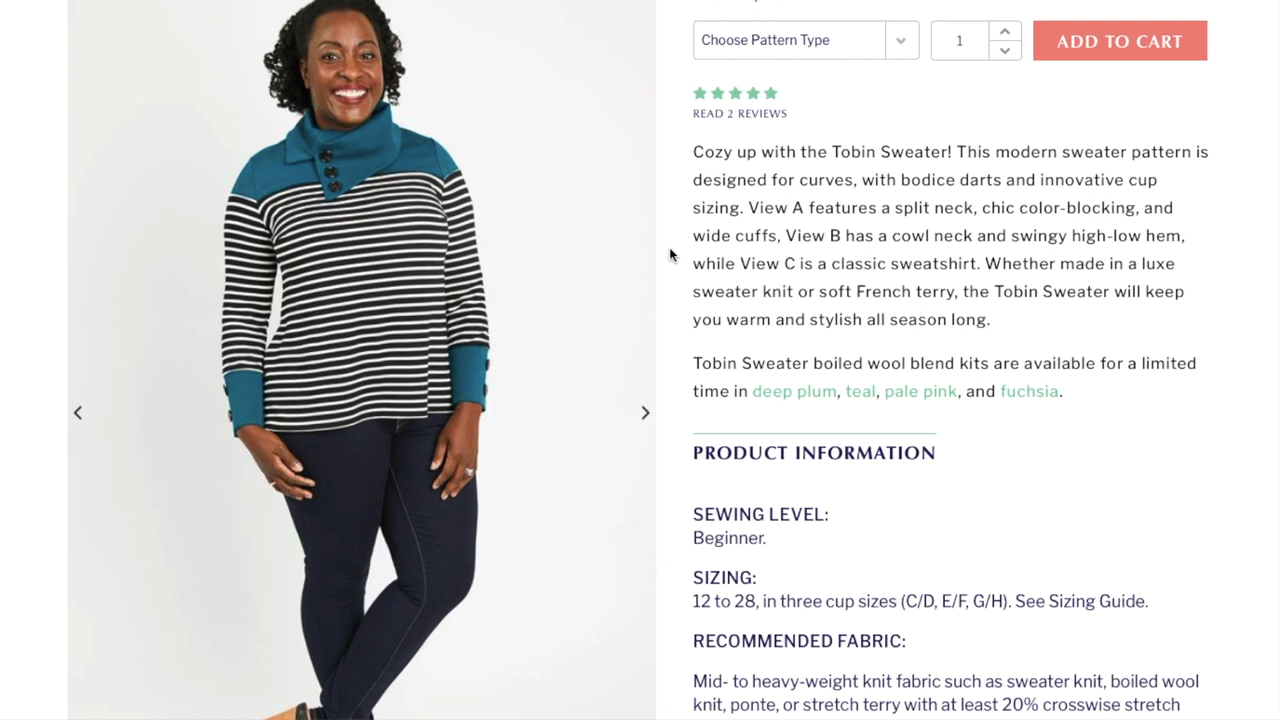 Choose Pattern Type
1
ADD TO CART
READ 2 REVIEWS
Cozy up with the Tobin Sweater! This modern sweater pattern is
designed for curves, with bodice darts and innovative cup
sizing. View A features a split neck, chic color-blocking, and
wide cuffs, View B has a cowl neck and swingy high-low hem,
while View C is a classic sweatshirt. Whether made in a luxe
sweater knit or soft French terry, the Tobin Sweater will keep
you warm and stylish all season long.
Tobin Sweater boiled wool blend kits are available for a limited
time in deep plum, teal, pale pink, and fuchsia.
PRODUCT INFORMATION
SEWING LEVEL:
Beginner.
SIZING:
12 to 28, in three cup sizes (C/D, E/F, G/H). See Sizing Guide.
RECOMMENDED FABRIC:
Mid- to heavy-weight knit fabric such as sweater knit, boiled wool
knit, ponte, or stretch terry with at least 20% crosswise stretch